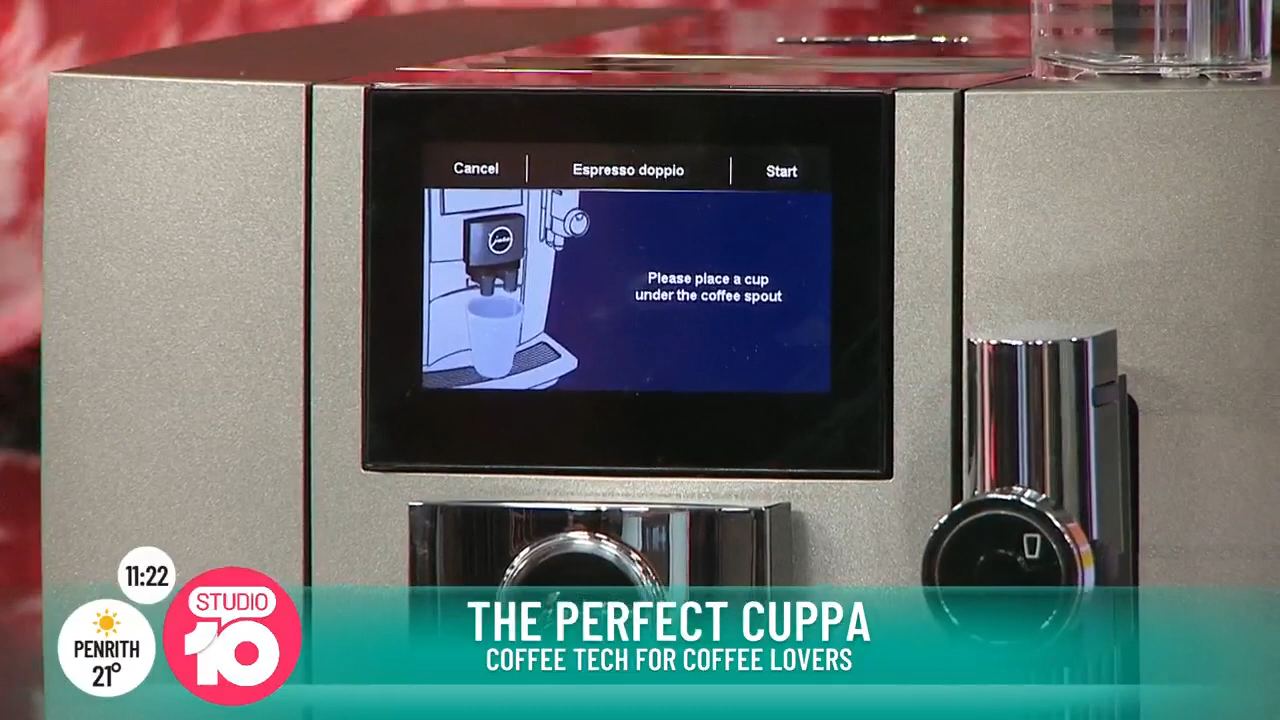 Cancel
Espresso doppio
Start
jura
Please place a cup
under the coffee spout
11:22
PENRITH
21°
STUDIO
10
THE PERFECT CUPPA
COFFEE TECH FOR COFFEE LOVERS